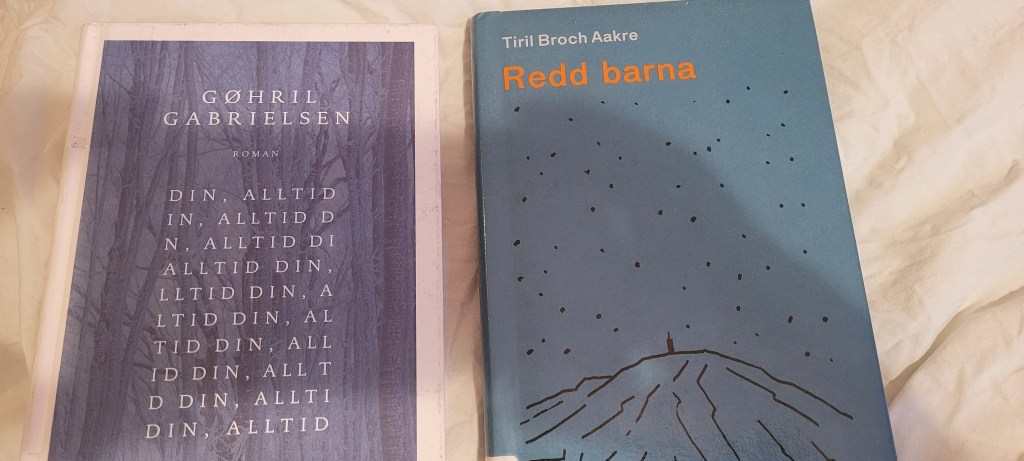 GØHRIL
GABRIELSEN
ROMAN
DIN, ALLTID
IN, ALLTID D
N, ALLTID DI
ALLTID DIN,
LLTID DIN, A
LTID DIN, AL
TID DIN, ALL
ID DIN, ALL T
D DIN, ALLTI
DIN, ALLTID
Tiril Broch Aakre
Redd barna